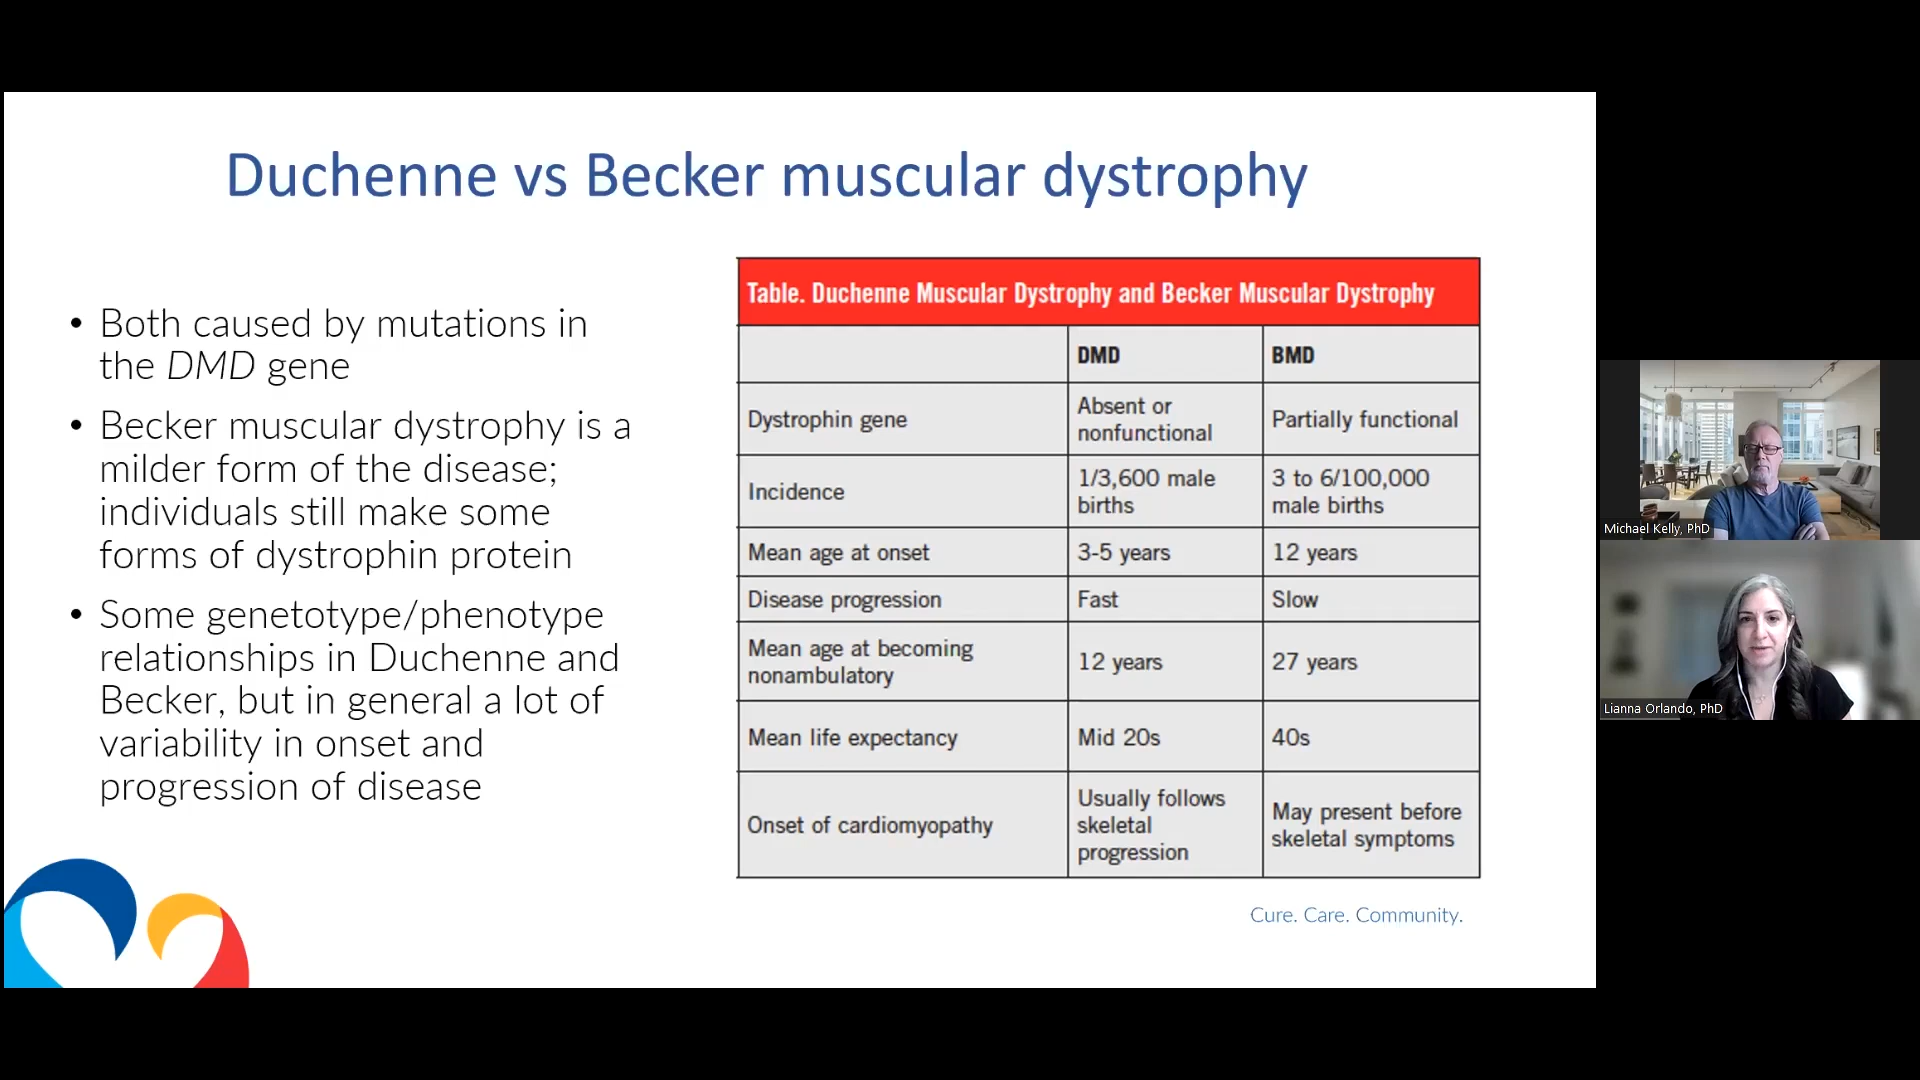 Duchenne vs Becker muscular dystrophy
• Both caused by mutations in
the DMD gene
• Becker muscular dystrophy is a
milder form of the disease;
individuals still make some
forms of dystrophin protein
• Some genetotype/phenotype
relationships in Duchenne and
Becker, but in general a lot of
variability in onset and
progression of disease
Table. Duchenne Muscular Dystrophy and Becker Muscular Dystrophy
DMD
BMD
Dystrophin gene
Absent or
nonfunctional
Partially functional
Incidence
1/3,600 male
births
3 to 6/100,000
male births
Mean age at onset
3-5 years
12 years
Disease progression
Fast
Slow
Mean age at becoming
nonambulatory
12 years
27 years
Mean life expectancy
Mid 20s
40s
Onset of cardiomyopathy
Usually follows
skeletal
progression
May present before
skeletal symptoms
Cure. Care. Community.
Michael Kelly, PhD
Lianna Orlando, PhD